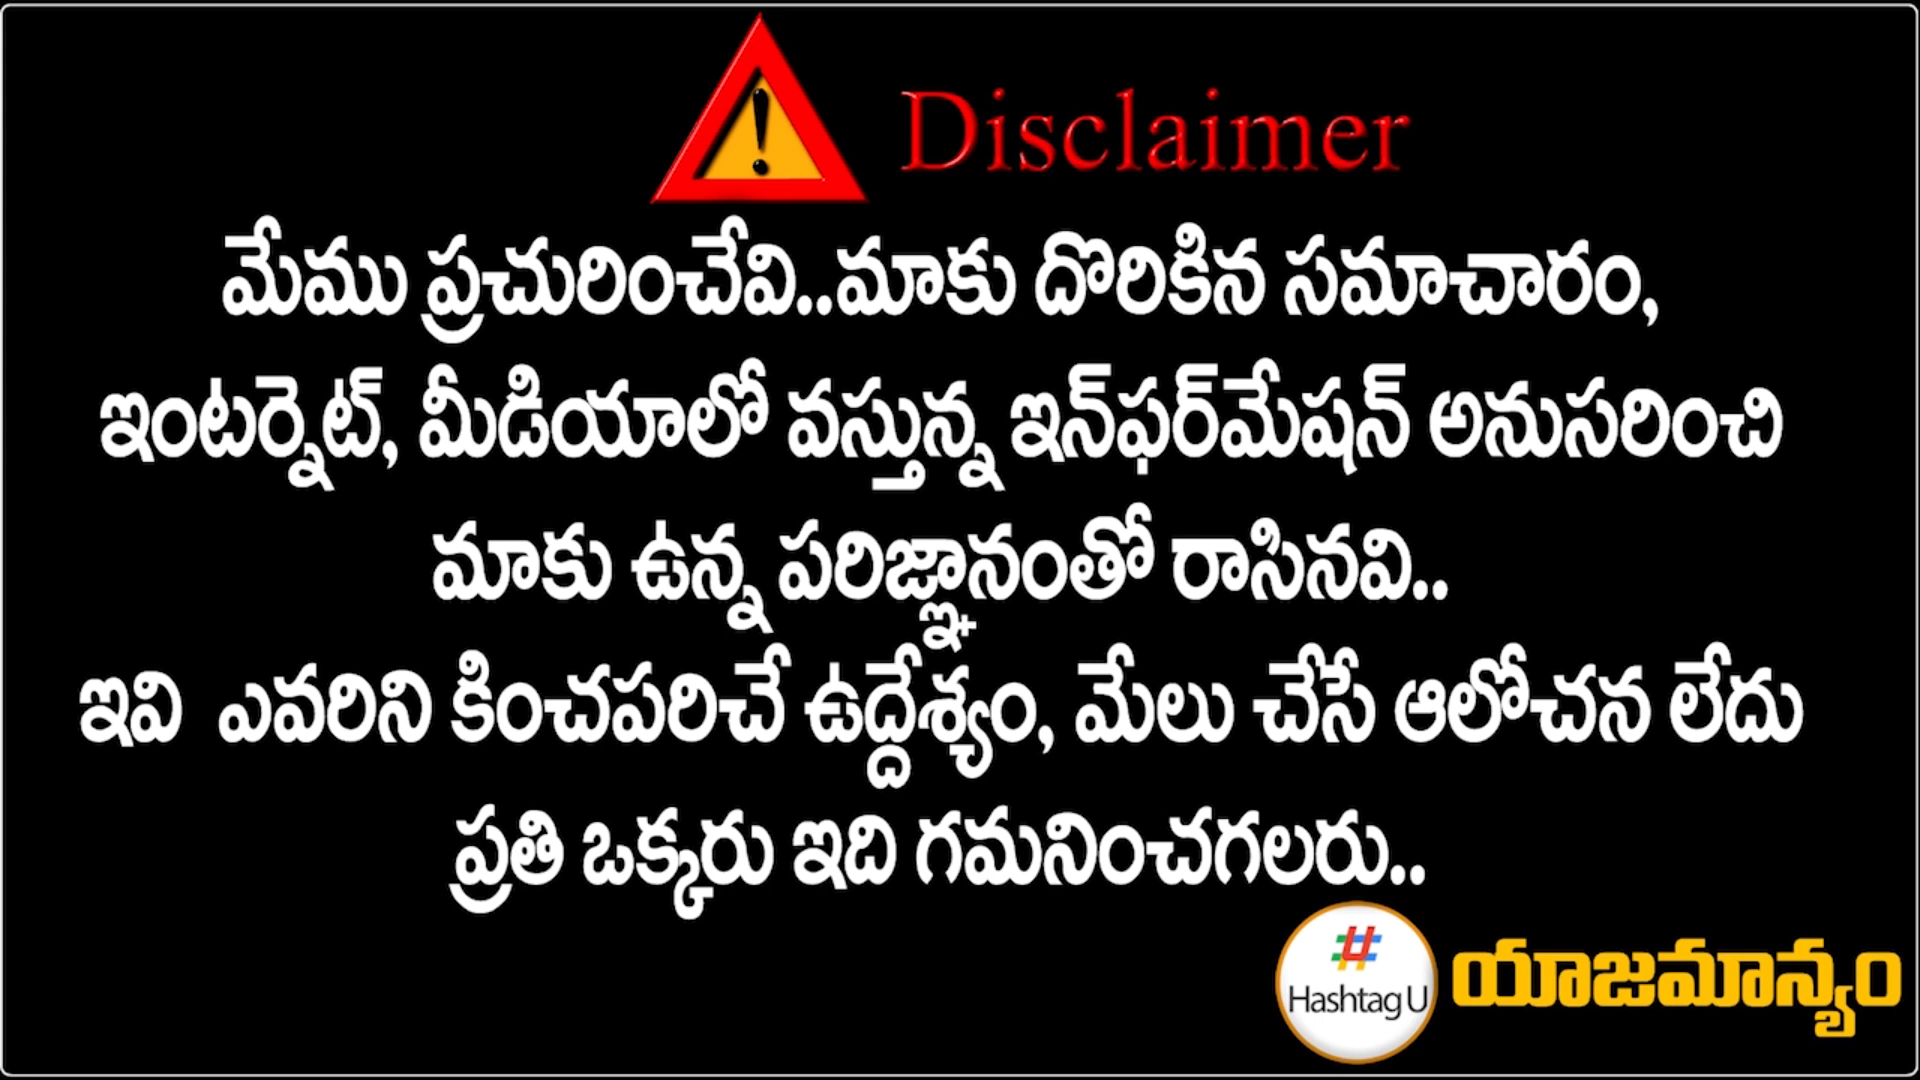 Disclaimer
మేము ప్రచురించేవి..మాకు దొరికిన సమాచారం,
ఇంటర్నెట్, మీడియాలో వస్తున్న ఇన్‌ఫర్‌మేషన్ అనుసరించి
మాకు ఉన్న పరిజ్ఞానంతో రాసినవి..
ఇవి ఎవరిని కించపరిచే ఉద్దేశ్యం, మేలు చేసే ఆలోచన లేదు
ప్రతి ఒక్కరు ఇది గమనించగలరు..
# Hashtag U యాజమాన్యం